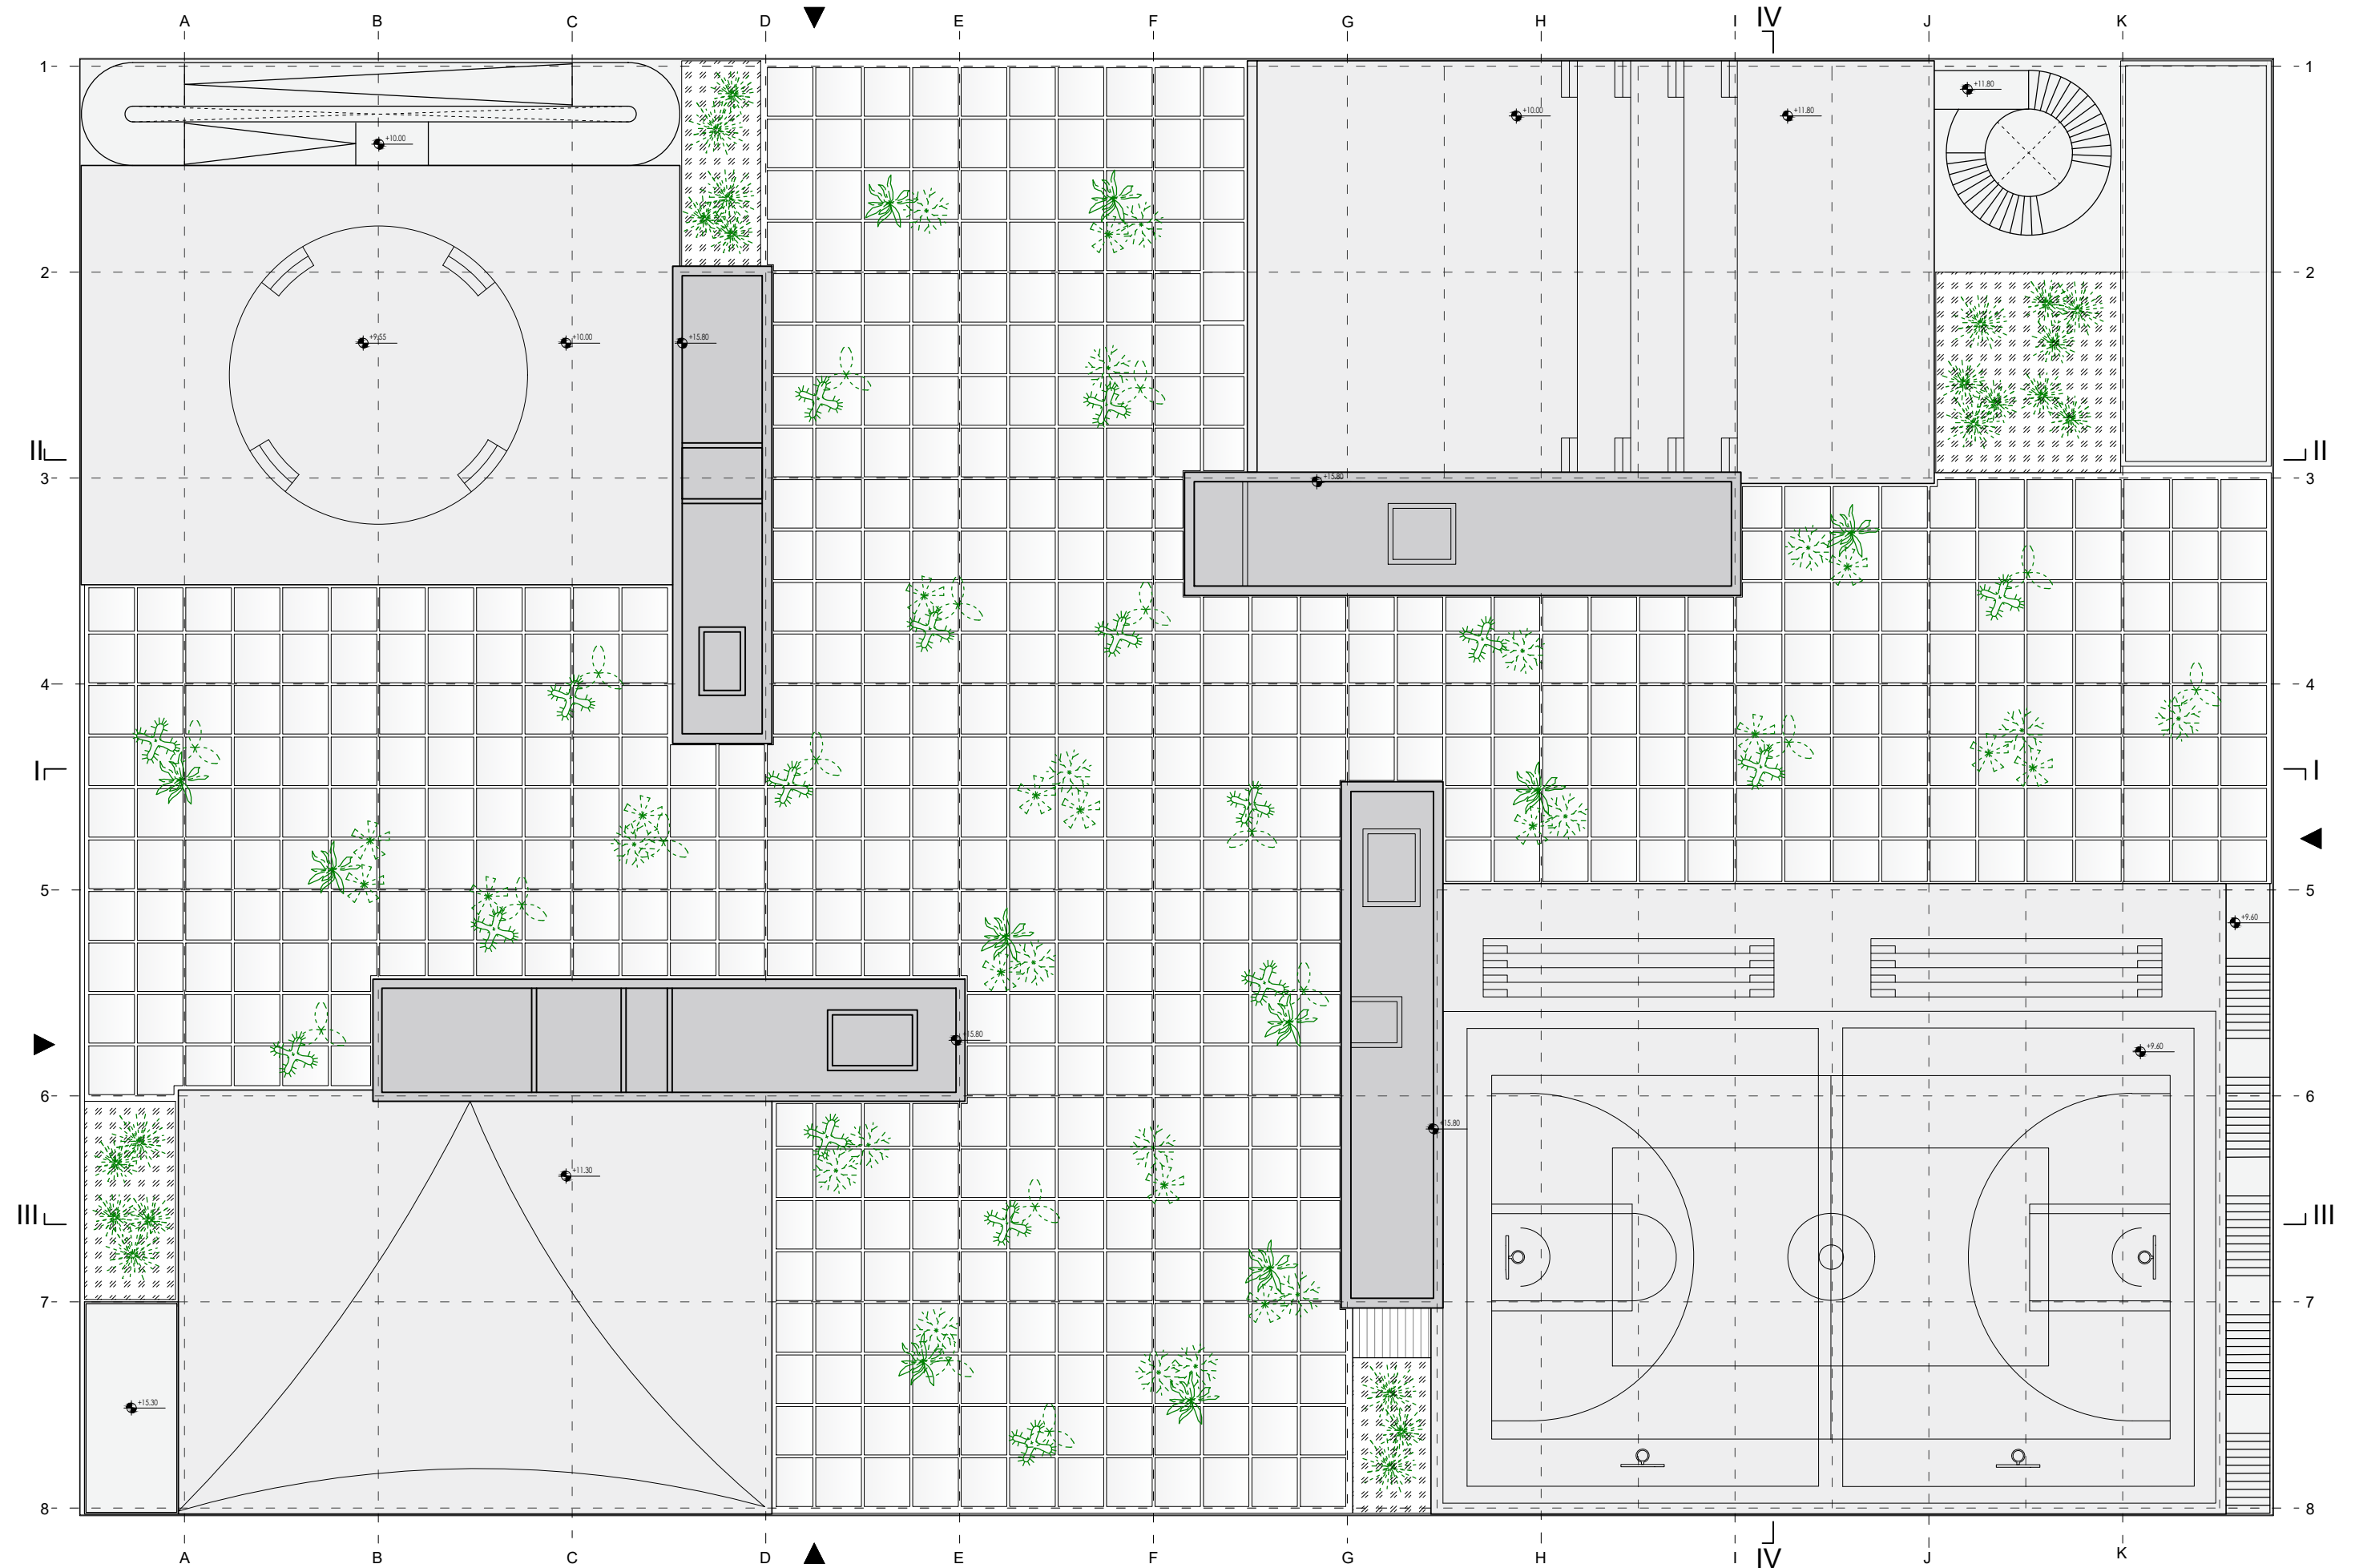 A B C D E F G H I J K
IV
1 1
+11.80
+10.00 +11.80
+10.00
2 2
+9.55 +10.00 +15.80
II II
3 3
+15.80
4 4
I I
5 5
+9.60
+15.80 +9.60
6 6
+15.80
+11.30
III III
7 7
+15.30
8 8
A B C D E F G H I J K
IV